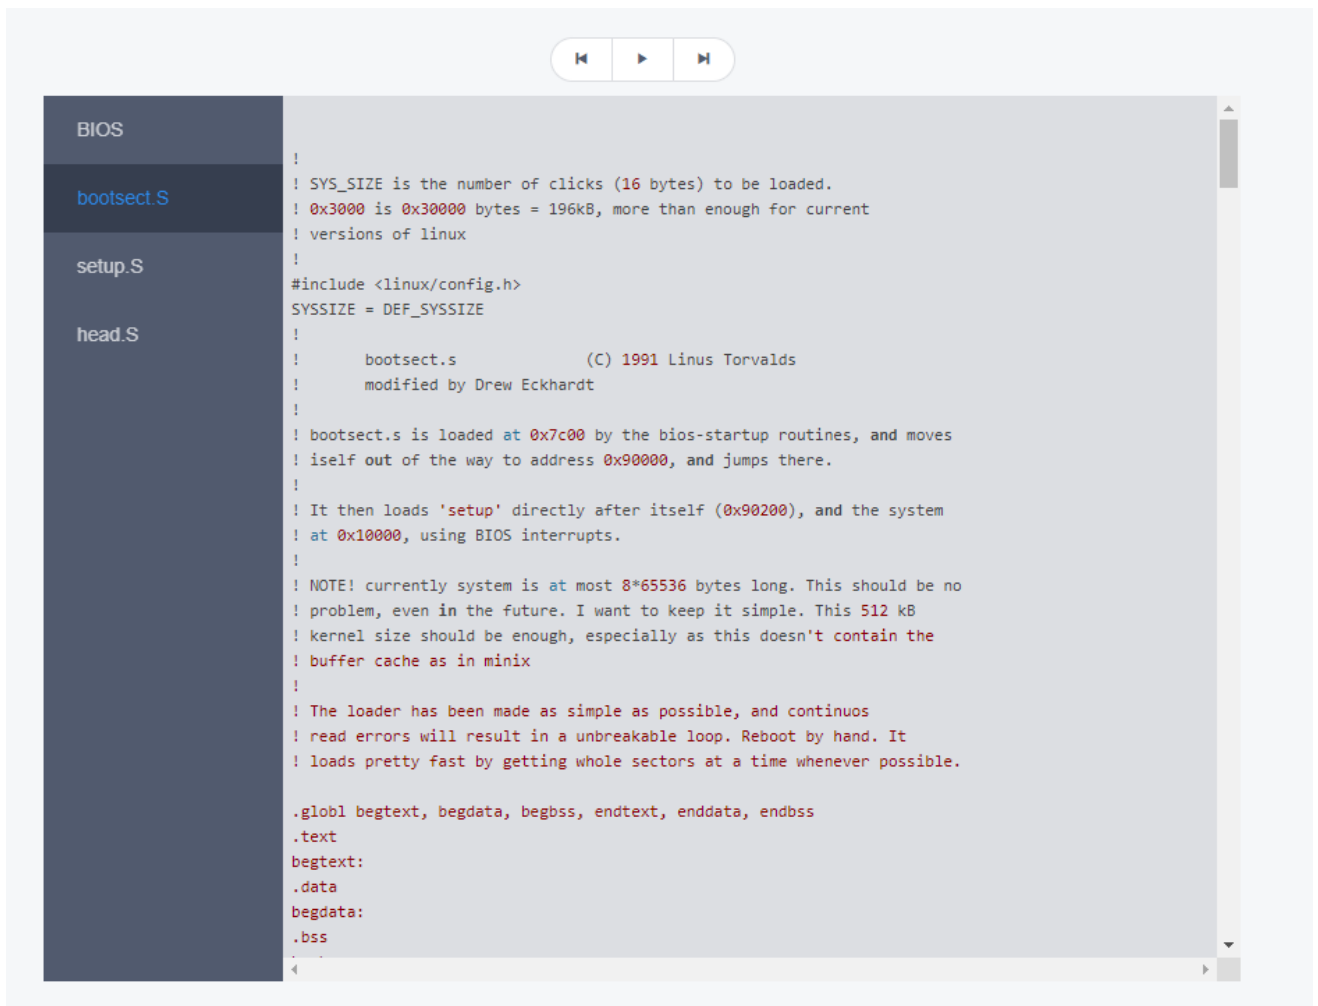 BIOS
bootsect.S
setup.S
head.S
!
! SYS_SIZE is the number of clicks (16 bytes) to be loaded.
! 0x3000 is 0x30000 bytes = 196kB, more than enough for current
! versions of linux
!
#include <linux/config.h>
SYSSIZE = DEF_SYSSIZE
!
!       bootsect.s              (C) 1991 Linus Torvalds
!       modified by Drew Eckhardt
!
! bootsect.s is loaded at 0x7c00 by the bios-startup routines, and moves
! iself out of the way to address 0x90000, and jumps there.
!
! It then loads 'setup' directly after itself (0x90200), and the system
! at 0x10000, using BIOS interrupts.
!
! NOTE! currently system is at most 8*65536 bytes long. This should be no
! problem, even in the future. I want to keep it simple. This 512 kB
! kernel size should be enough, especially as this doesn't contain the
! buffer cache as in minix
!
! The loader has been made as simple as possible, and continuos
! read errors will result in a unbreakable loop. Reboot by hand. It
! loads pretty fast by getting whole sectors at a time whenever possible.
.globl begtext, begdata, begbss, endtext, enddata, endbss
.text
begtext:
.data
begdata:
.bss